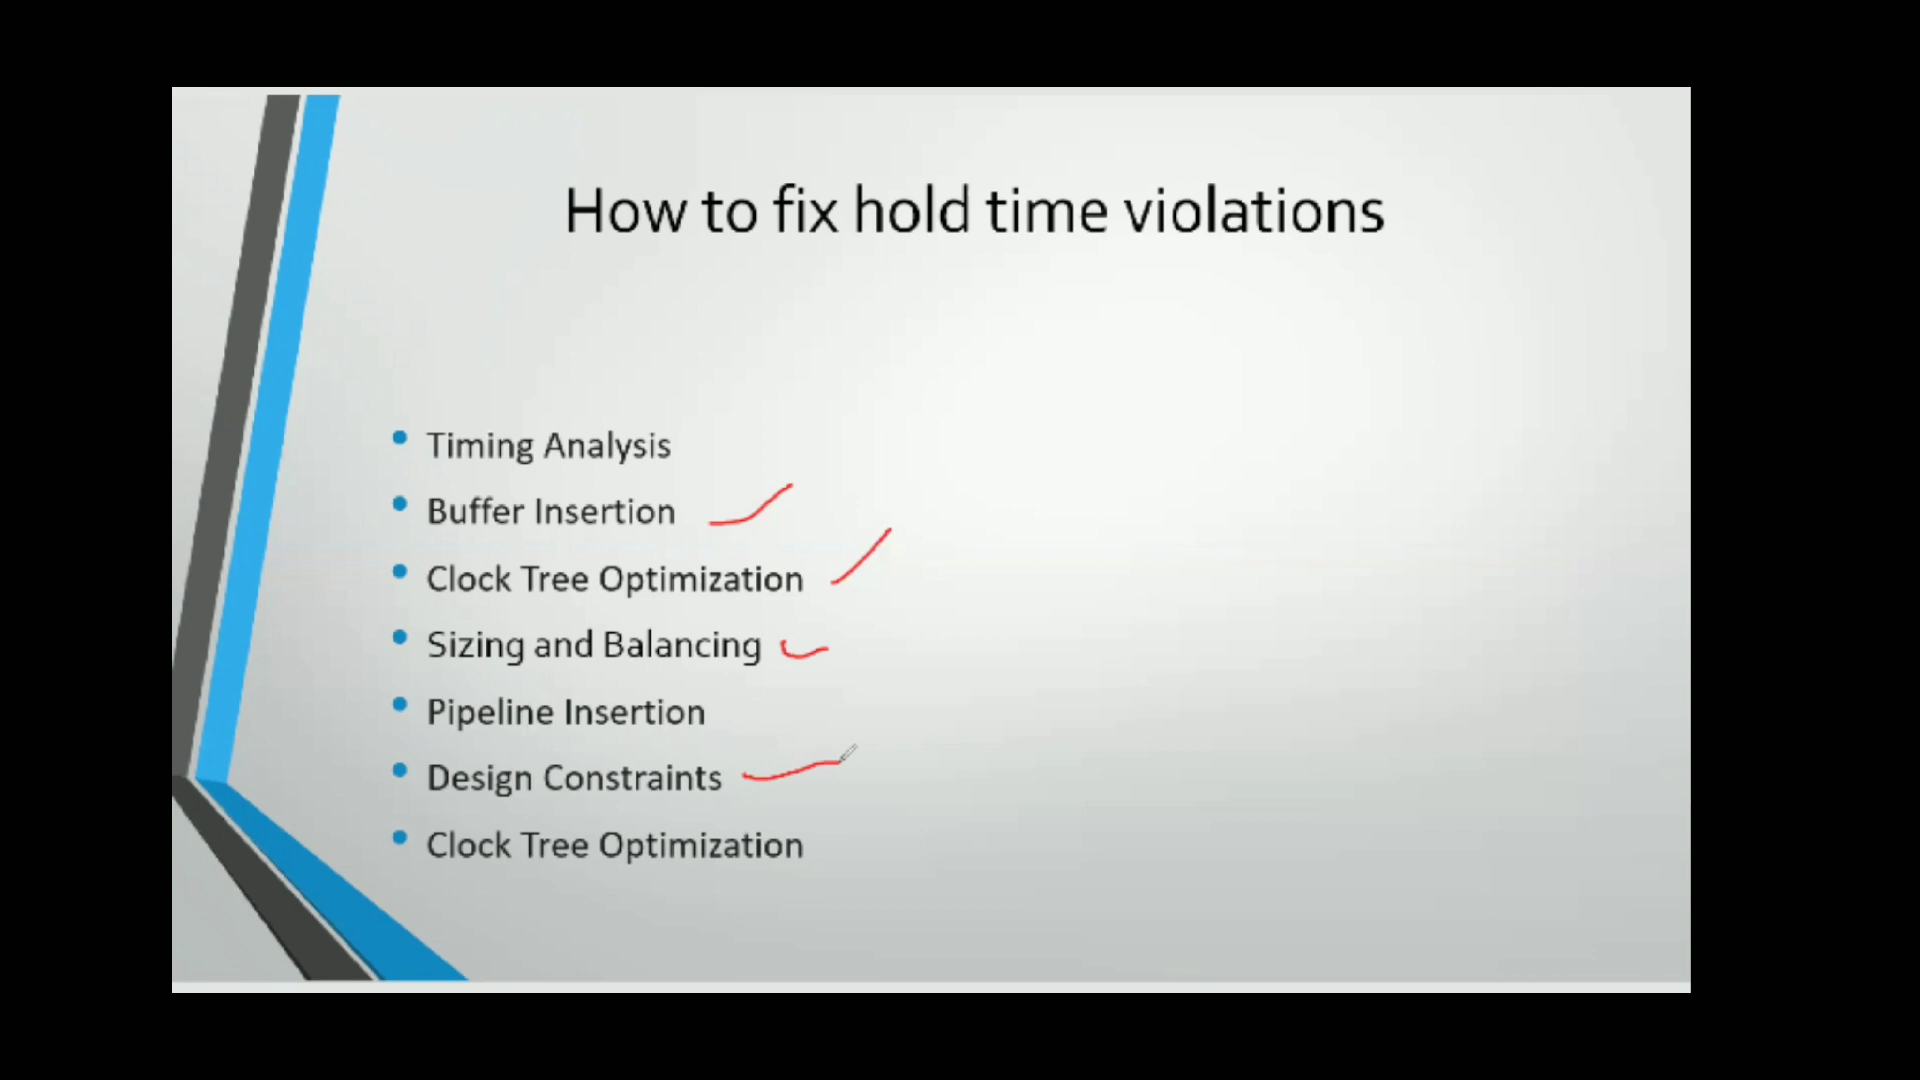 How to fix hold time violations
Timing Analysis
Buffer Insertion
Clock Tree Optimization
Sizing and Balancing
Pipeline Insertion
Design Constraints
Clock Tree Optimization